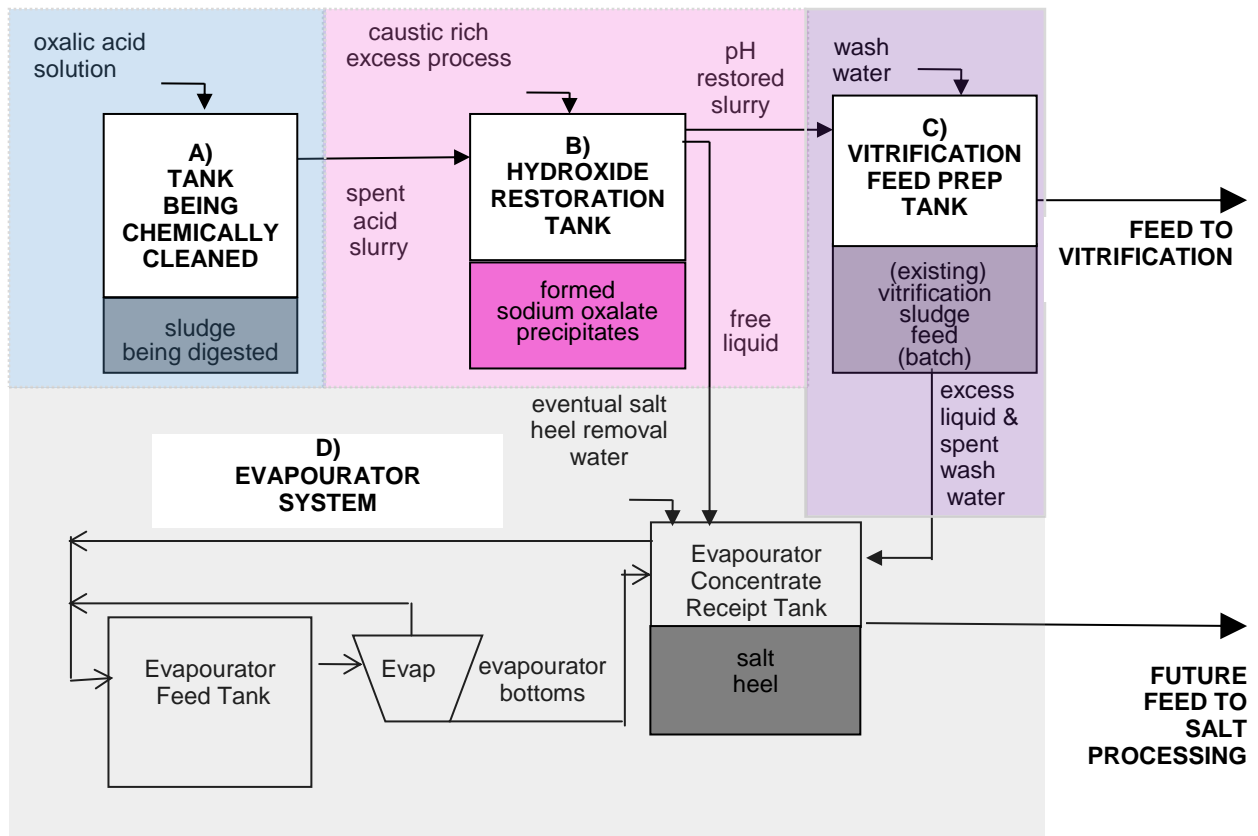 oxalic acid
solution
A)
TANK
BEING
CHEMICALLY
CLEANED
sludge
being digested
caustic rich
excess process
spent
acid
slurry
B)
HYDROXIDE
RESTORATION
TANK
formed
sodium oxalate
precipitates
pH
restored
slurry
free
liquid
wash
water
C)
VITRIFICATION
FEED PREP
TANK
(existing)
vitrification
sludge
feed
(batch)
FEED TO
VITRIFICATION
excess
liquid &
spent
wash
water
D)
EVAPOURATOR
SYSTEM
eventual salt
heel removal
water
Evapourator
Feed Tank
Evap
evapourator
bottoms
Evapourator
Concentrate
Receipt Tank
salt
heel
FUTURE
FEED TO
SALT
PROCESSING